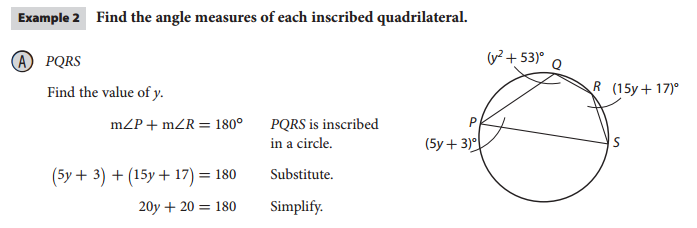 Example 2 Find the angle measures of each inscribed quadrilateral.
A PQRS
Find the value of y.
m∠P + m∠R = 180° PQRS is inscribed
in a circle.
(5y + 3) + (15y + 17) = 180 Substitute.
20y + 20 = 180 Simplify.
(y² + 53)°
Q
R (15y + 17)°
P
(5y + 3)°
S